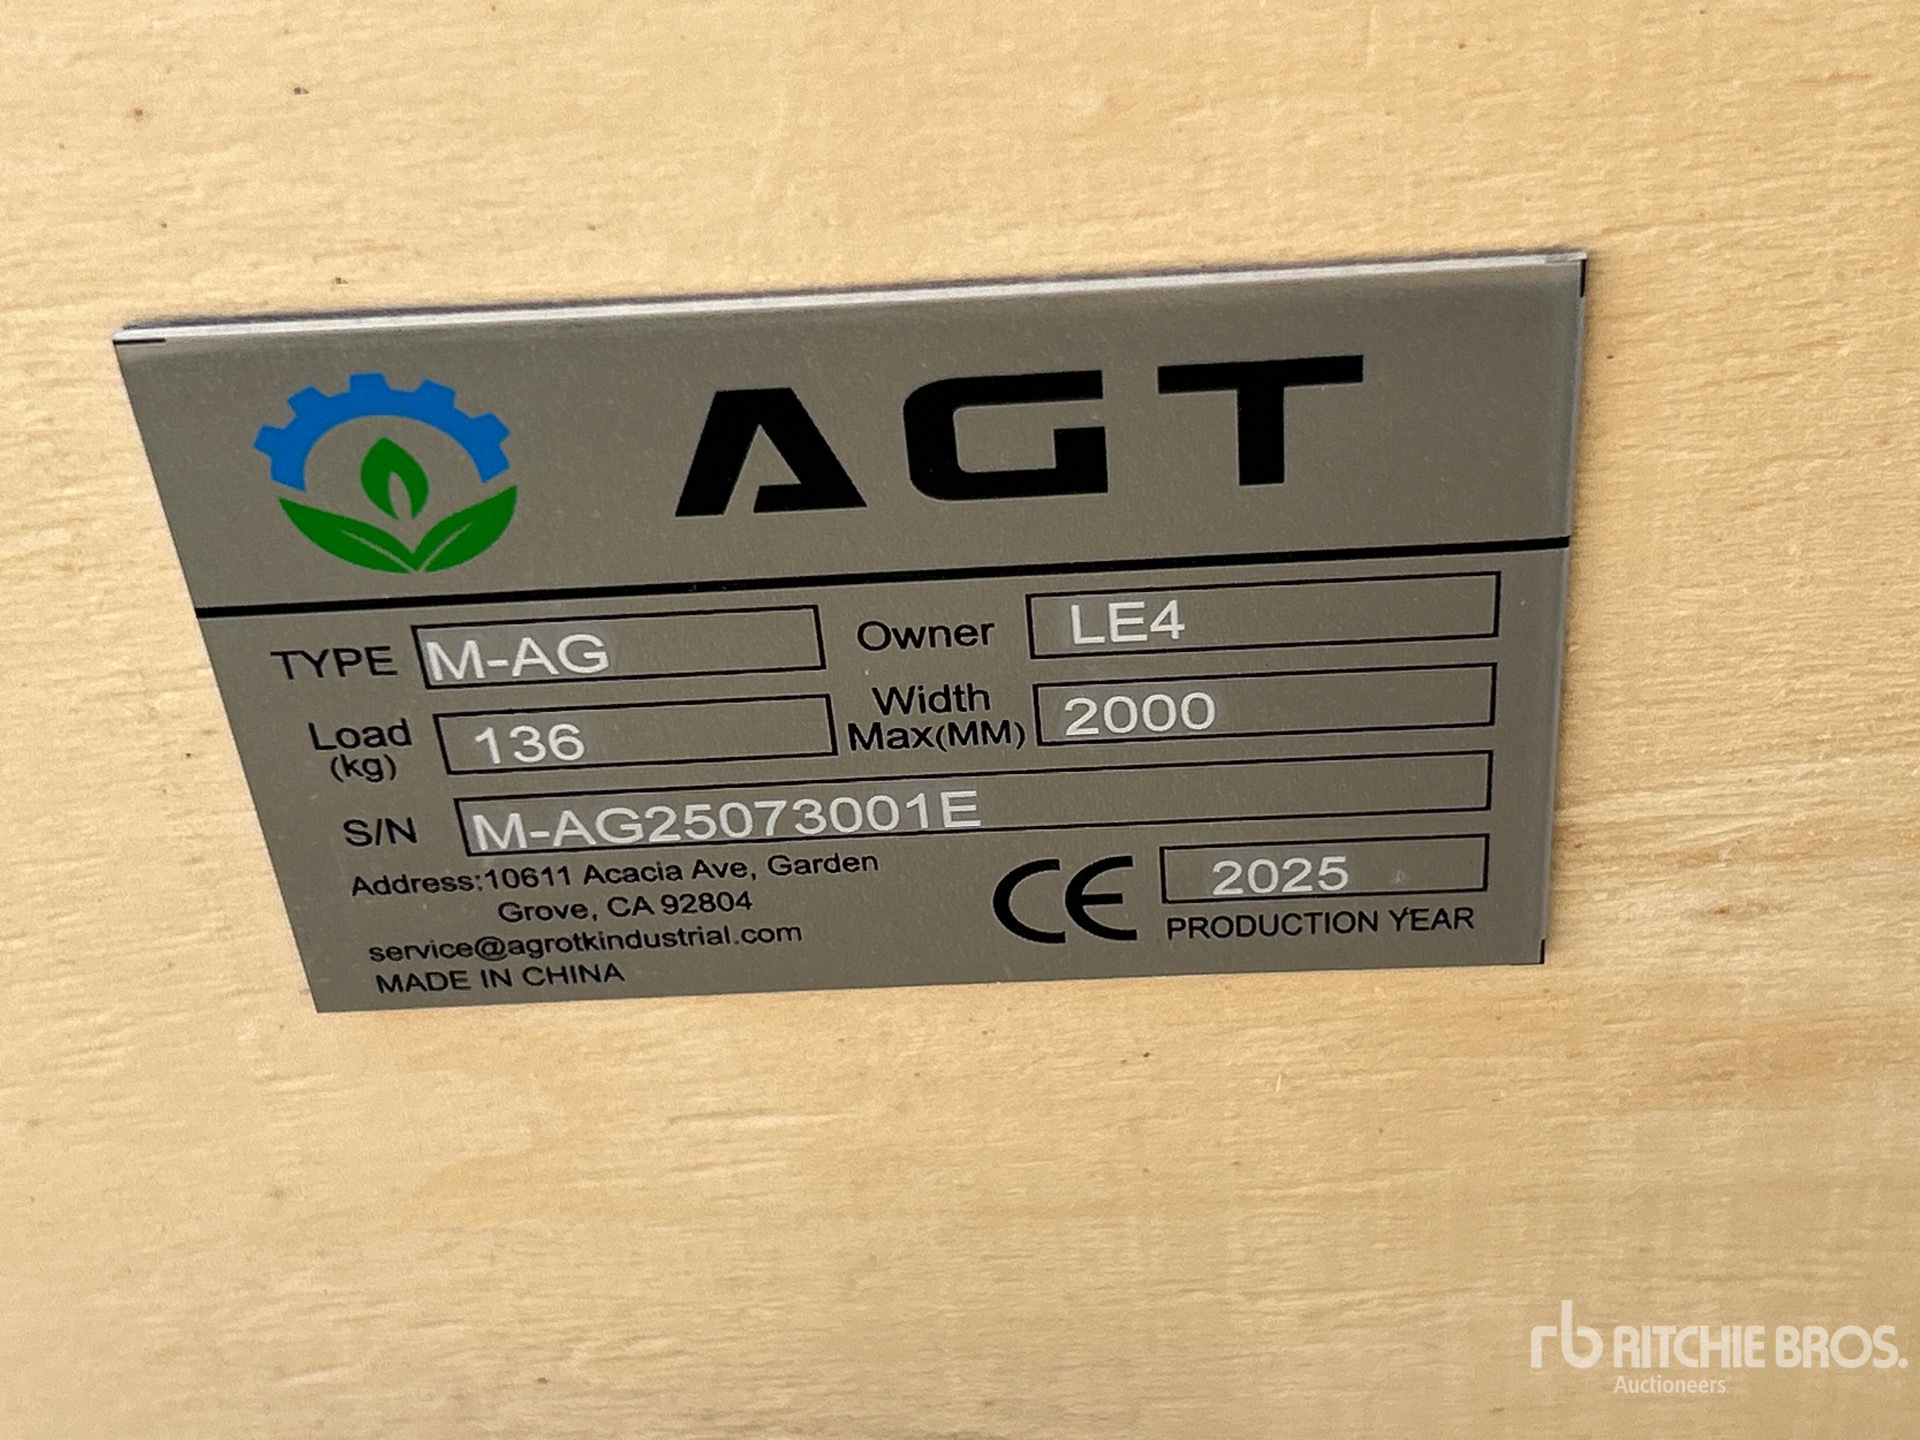 AGT
TYPE M-AG Owner LE4
Load (kg) 136 Width Max(MM) 2000
S/N M-AG25073001E
Address:10611 Acacia Ave, Garden
Grove, CA 92804
service@agrotkindustrial.com
MADE IN CHINA
CE 2025
PRODUCTION YEAR
rb RITCHIE BROS.
Auctioneers